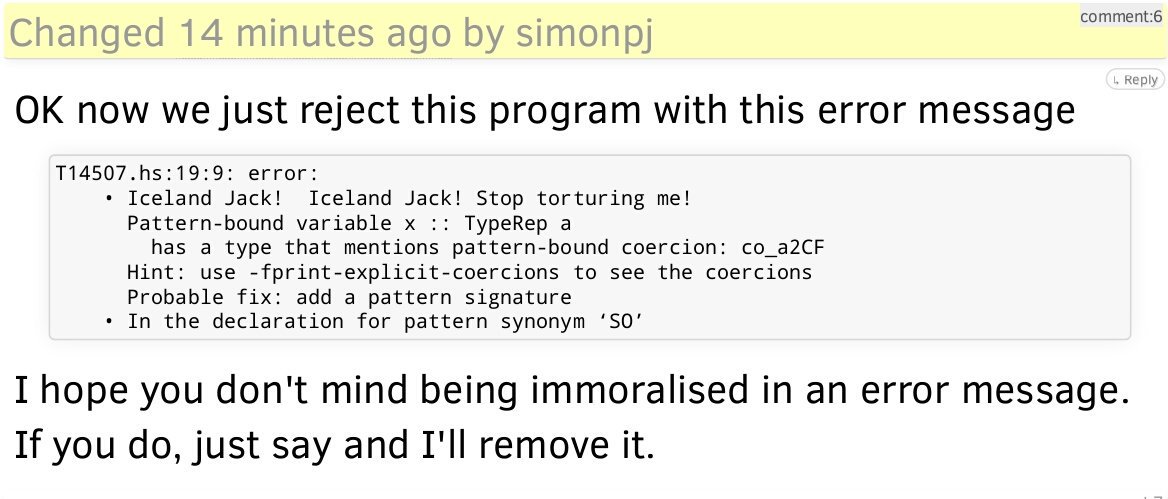 comment:6
Changed 14 minutes ago by simonpj
↳ Reply
OK now we just reject this program with this error message
T14507.hs:19:9: error:
    • Iceland Jack!  Iceland Jack! Stop torturing me!
      Pattern-bound variable x :: TypeRep a
        has a type that mentions pattern-bound coercion: co_a2CF
      Hint: use -fprint-explicit-coercions to see the coercions
      Probable fix: add a pattern signature
    • In the declaration for pattern synonym ‘SO’
I hope you don't mind being immoralised in an error message.
If you do, just say and I'll remove it.